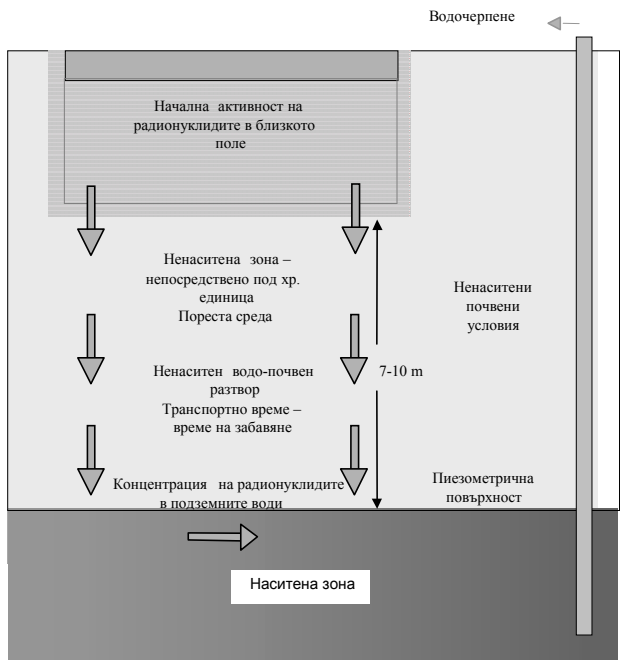 Водочерпене
Начална активност на
радионуклидите в близкото
поле
Ненаситена зона –
непосредствено под хр.
единица
Пореста среда
Ненаситени
почвени
условия
Ненаситен водо-почвен
разтвор
Транспортно време –
време на забавяне
7-10 m
Концентрация на радионуклидите
в подземните води
Пиезометрична
повърхност
Наситена зона